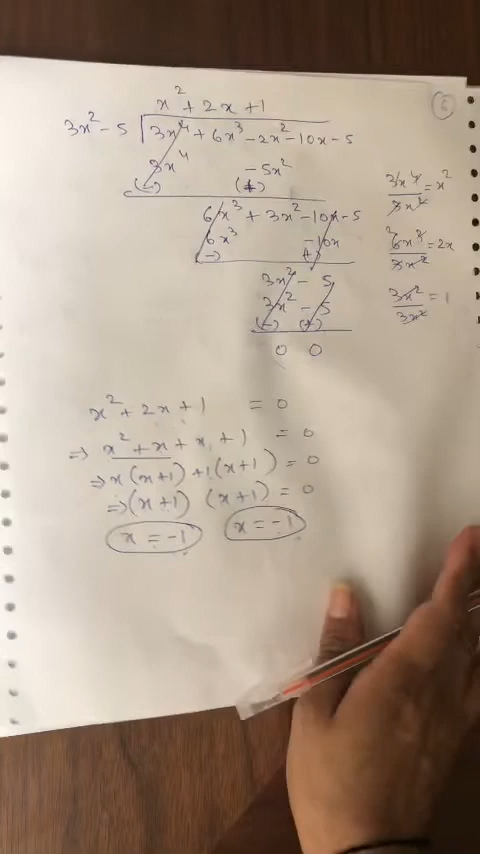 6
x² + 2x + 1
3x² - 5 ) 3x⁴ + 6x³ - 2x² - 10x - 5
3x⁴ - 5x²
(-) (+)
6x³ + 3x² - 10x - 5
6x³ - 10x
(-) (+)
3x² - 5
3x² - 5
(-) (+)
0 0
3x⁴/3x² = x²
6x³/3x² = 2x
3x²/3x² = 1
x² + 2x + 1 = 0
⇒ x² + x + x + 1 = 0
⇒ x(x+1) + 1(x+1) = 0
⇒ (x+1) (x+1) = 0
x = -1 x = -1